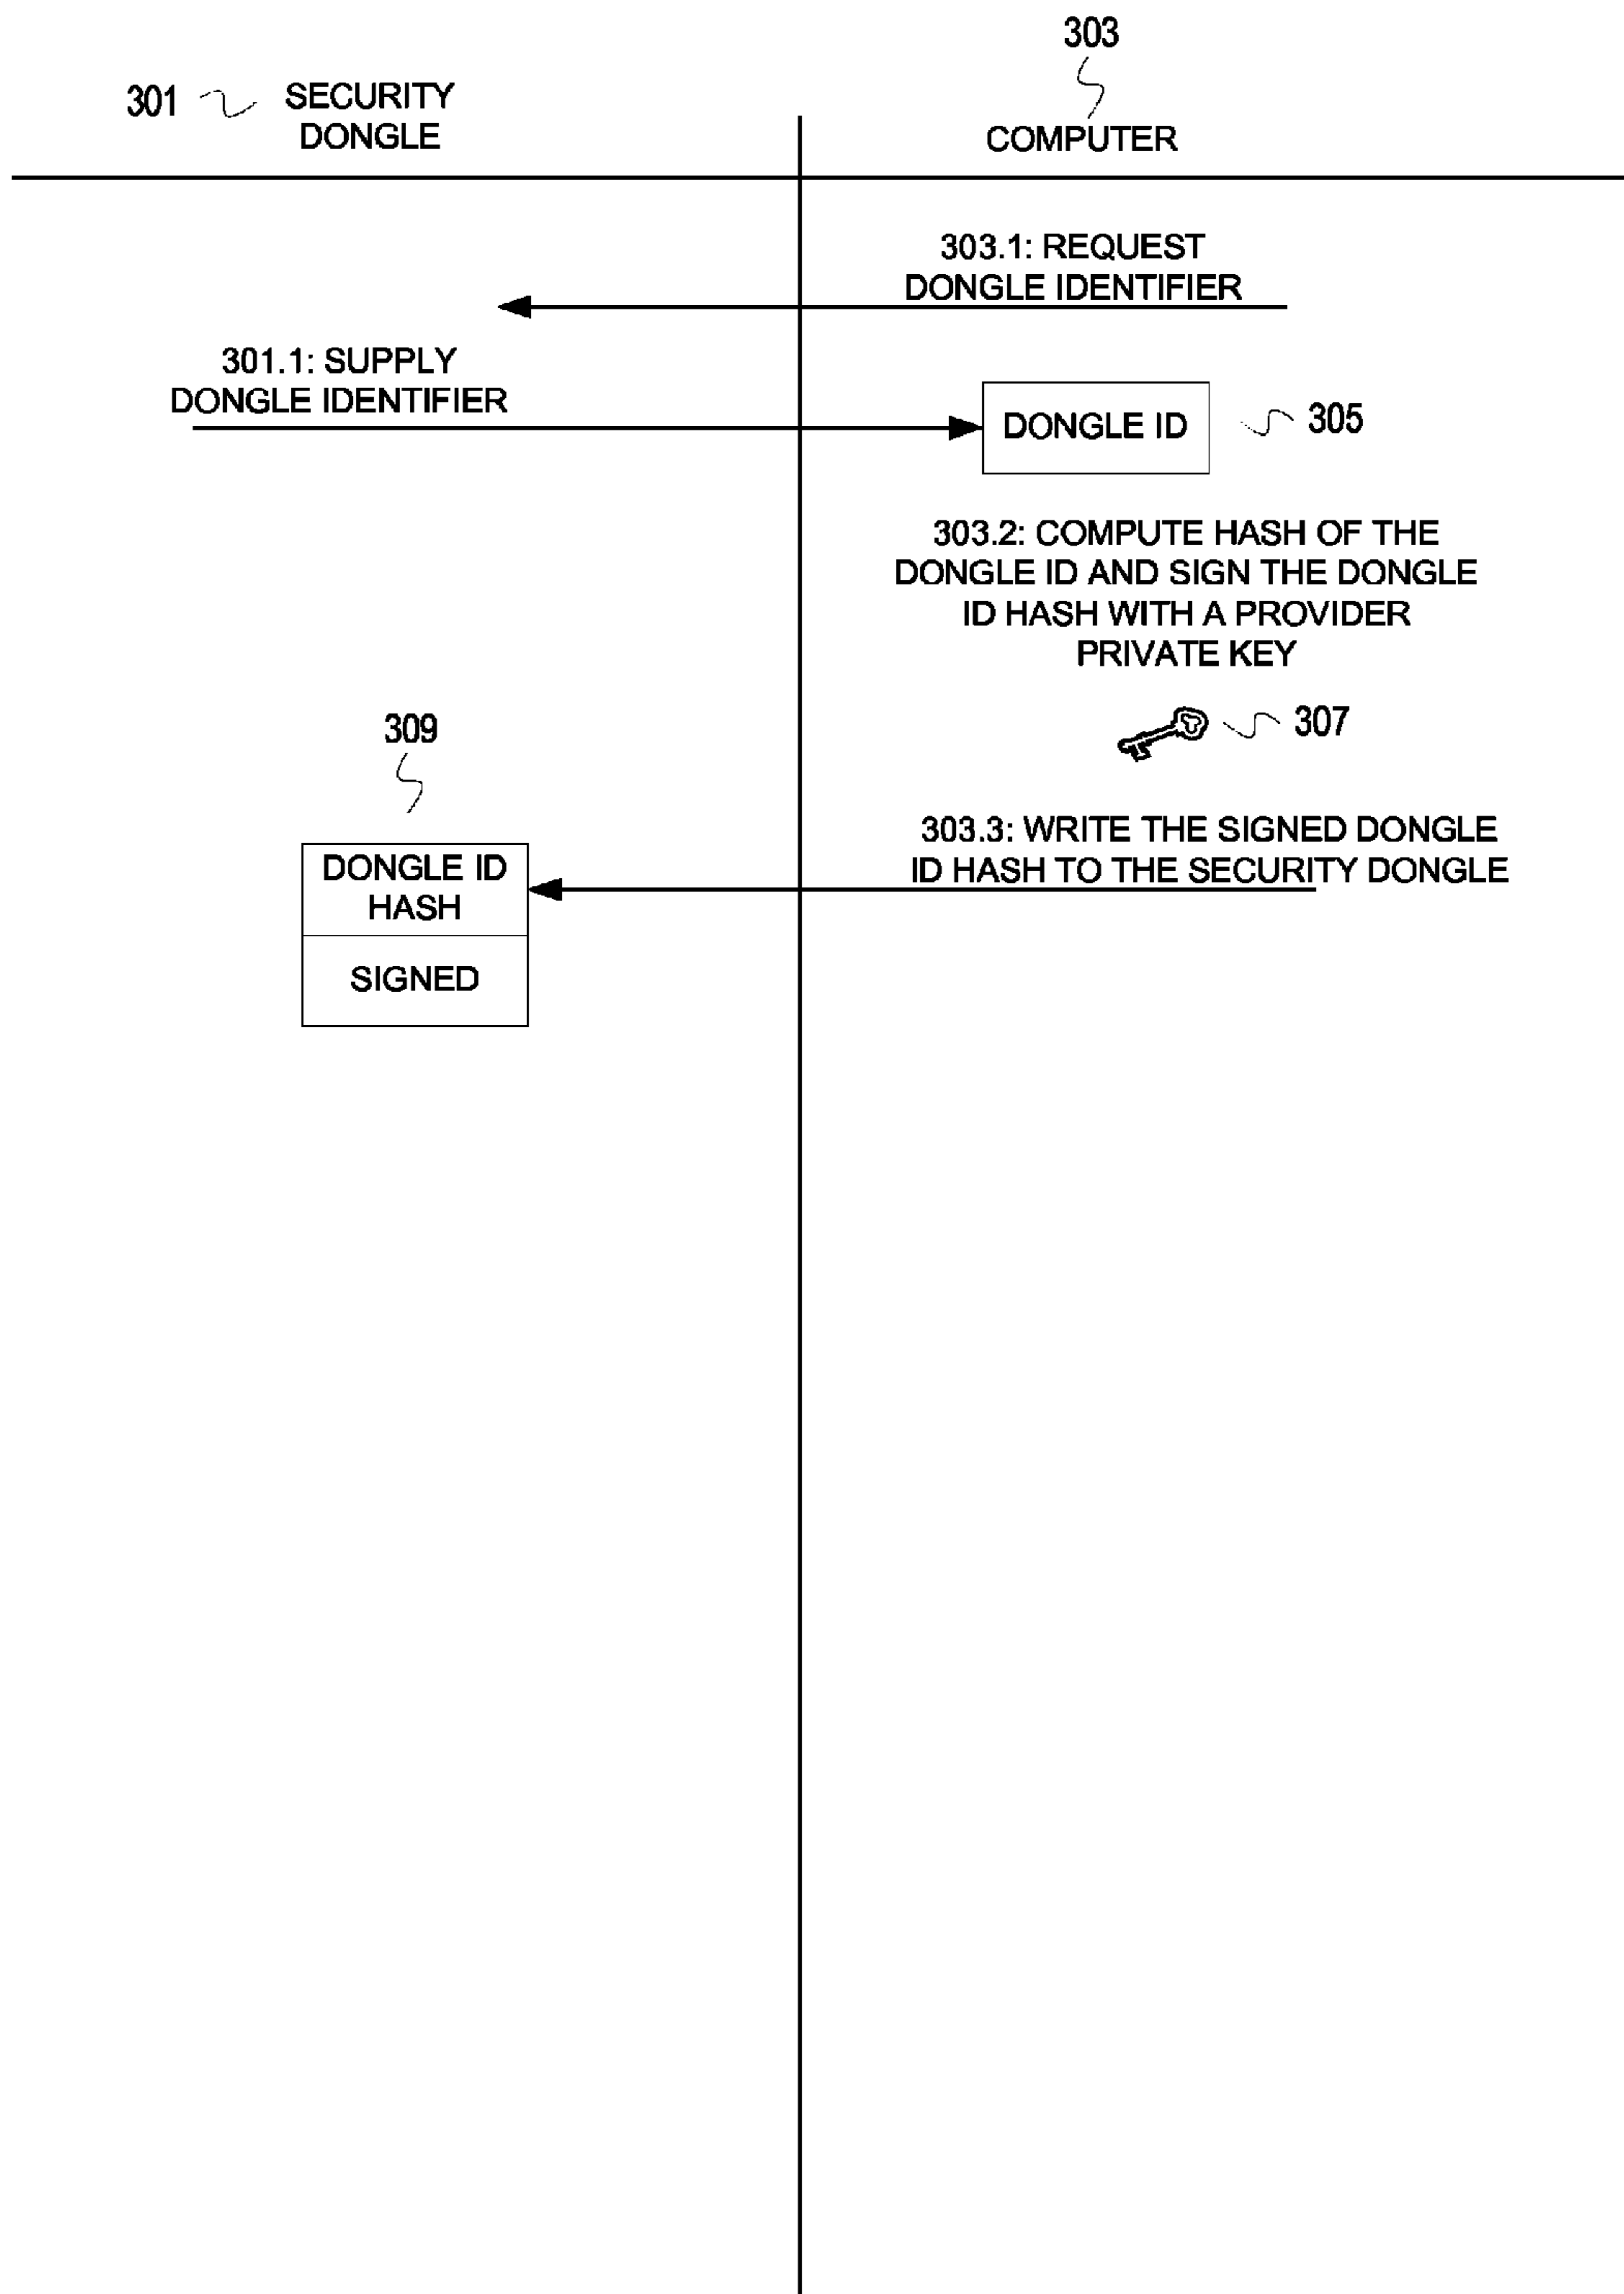 303
301
SECURITY
DONGLE
COMPUTER
303.1: REQUEST
DONGLE IDENTIFIER
301.1: SUPPLY
DONGLE IDENTIFIER
DONGLE ID
305
303.2: COMPUTE HASH OF THE
DONGLE ID AND SIGN THE DONGLE
ID HASH WITH A PROVIDER
PRIVATE KEY
307
309
303.3: WRITE THE SIGNED DONGLE
ID HASH TO THE SECURITY DONGLE
DONGLE ID
HASH
SIGNED